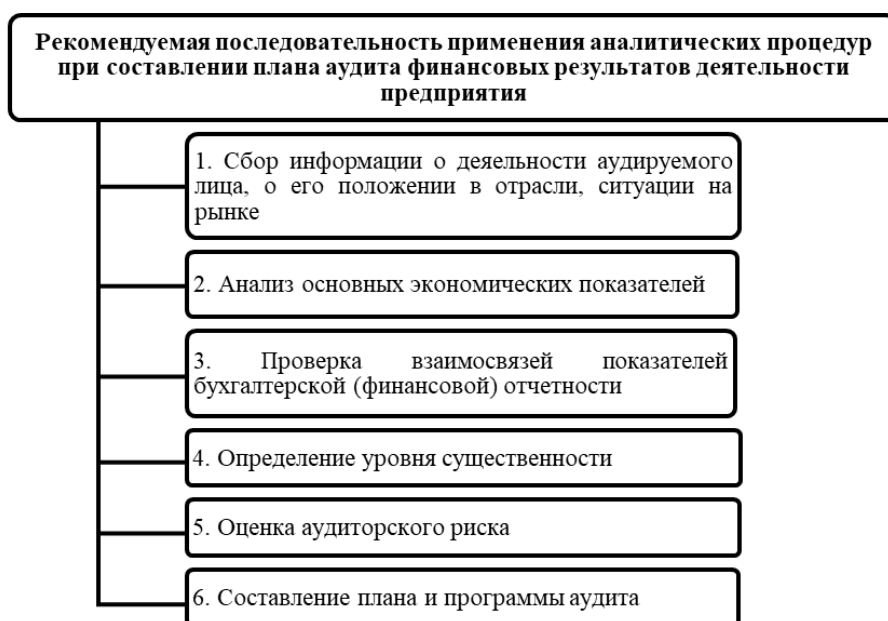 Рекомендуемая последовательность применения аналитических процедур
при составлении плана аудита финансовых результатов деятельности
предприятия
1. Сбор информации о деяельности аудируемого
лица, о его положении в отрасли, ситуации на
рынке
2. Анализ основных экономических показателей
3. Проверка взаимосвязей показателей
бухгалтерской (финансовой) отчетности
4. Определение уровня существенности
5. Оценка аудиторского риска
6. Составление плана и программы аудита